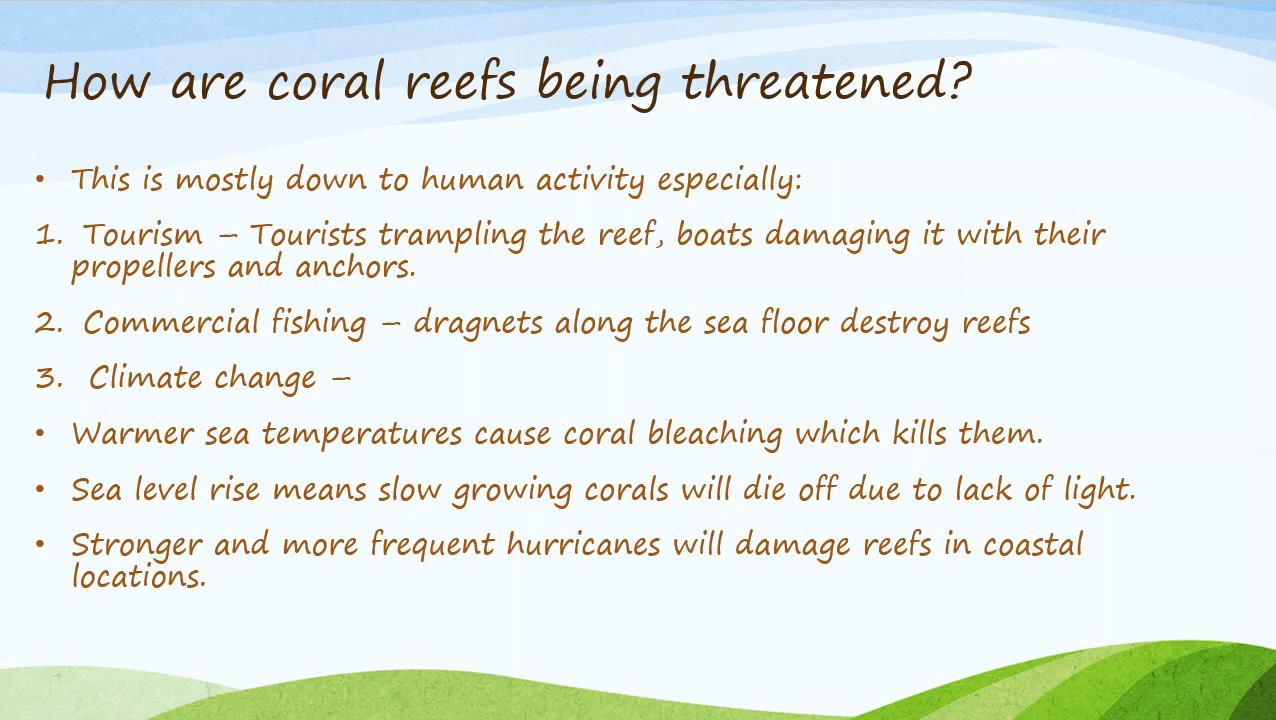 How are coral reefs being threatened?
• This is mostly down to human activity especially:
1. Tourism – Tourists trampling the reef, boats damaging it with their
propellers and anchors.
2. Commercial fishing – dragnets along the sea floor destroy reefs
3. Climate change –
• Warmer sea temperatures cause coral bleaching which kills them.
• Sea level rise means slow growing corals will die off due to lack of light.
• Stronger and more frequent hurricanes will damage reefs in coastal
locations.